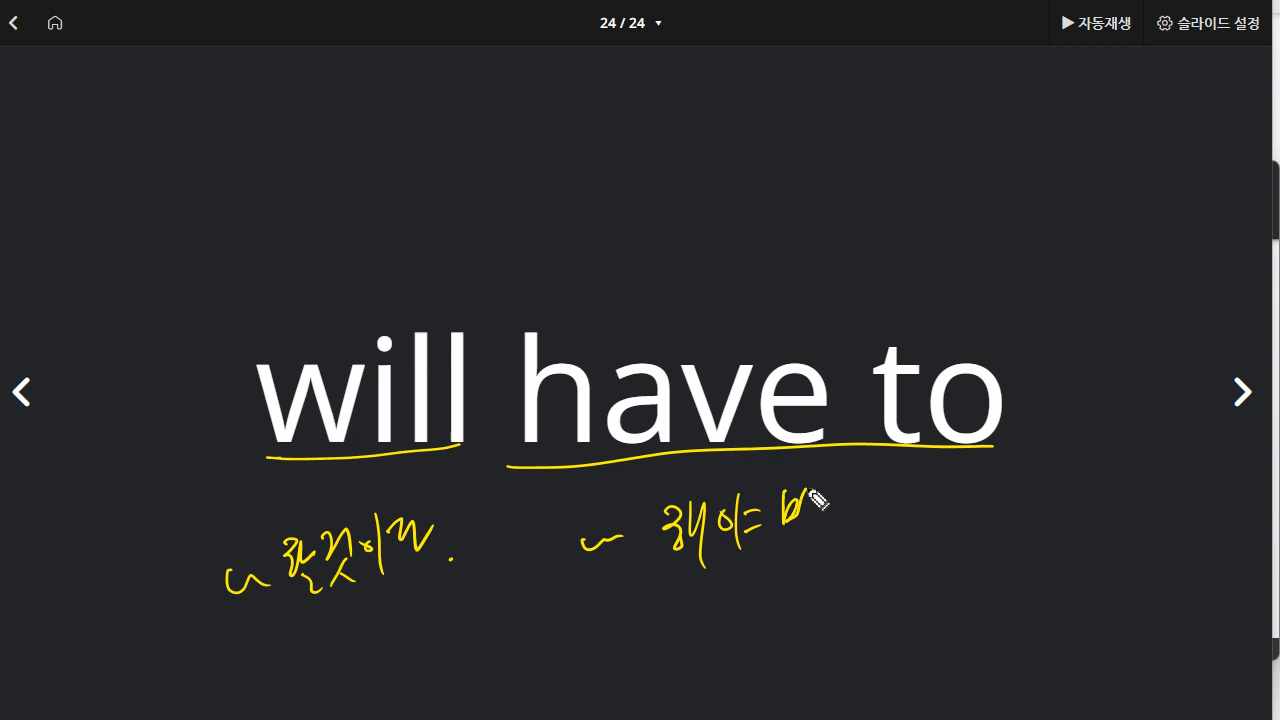 24 / 24
자동재생
슬라이드 설정
will have to
~ 할것이다.
~ 해야